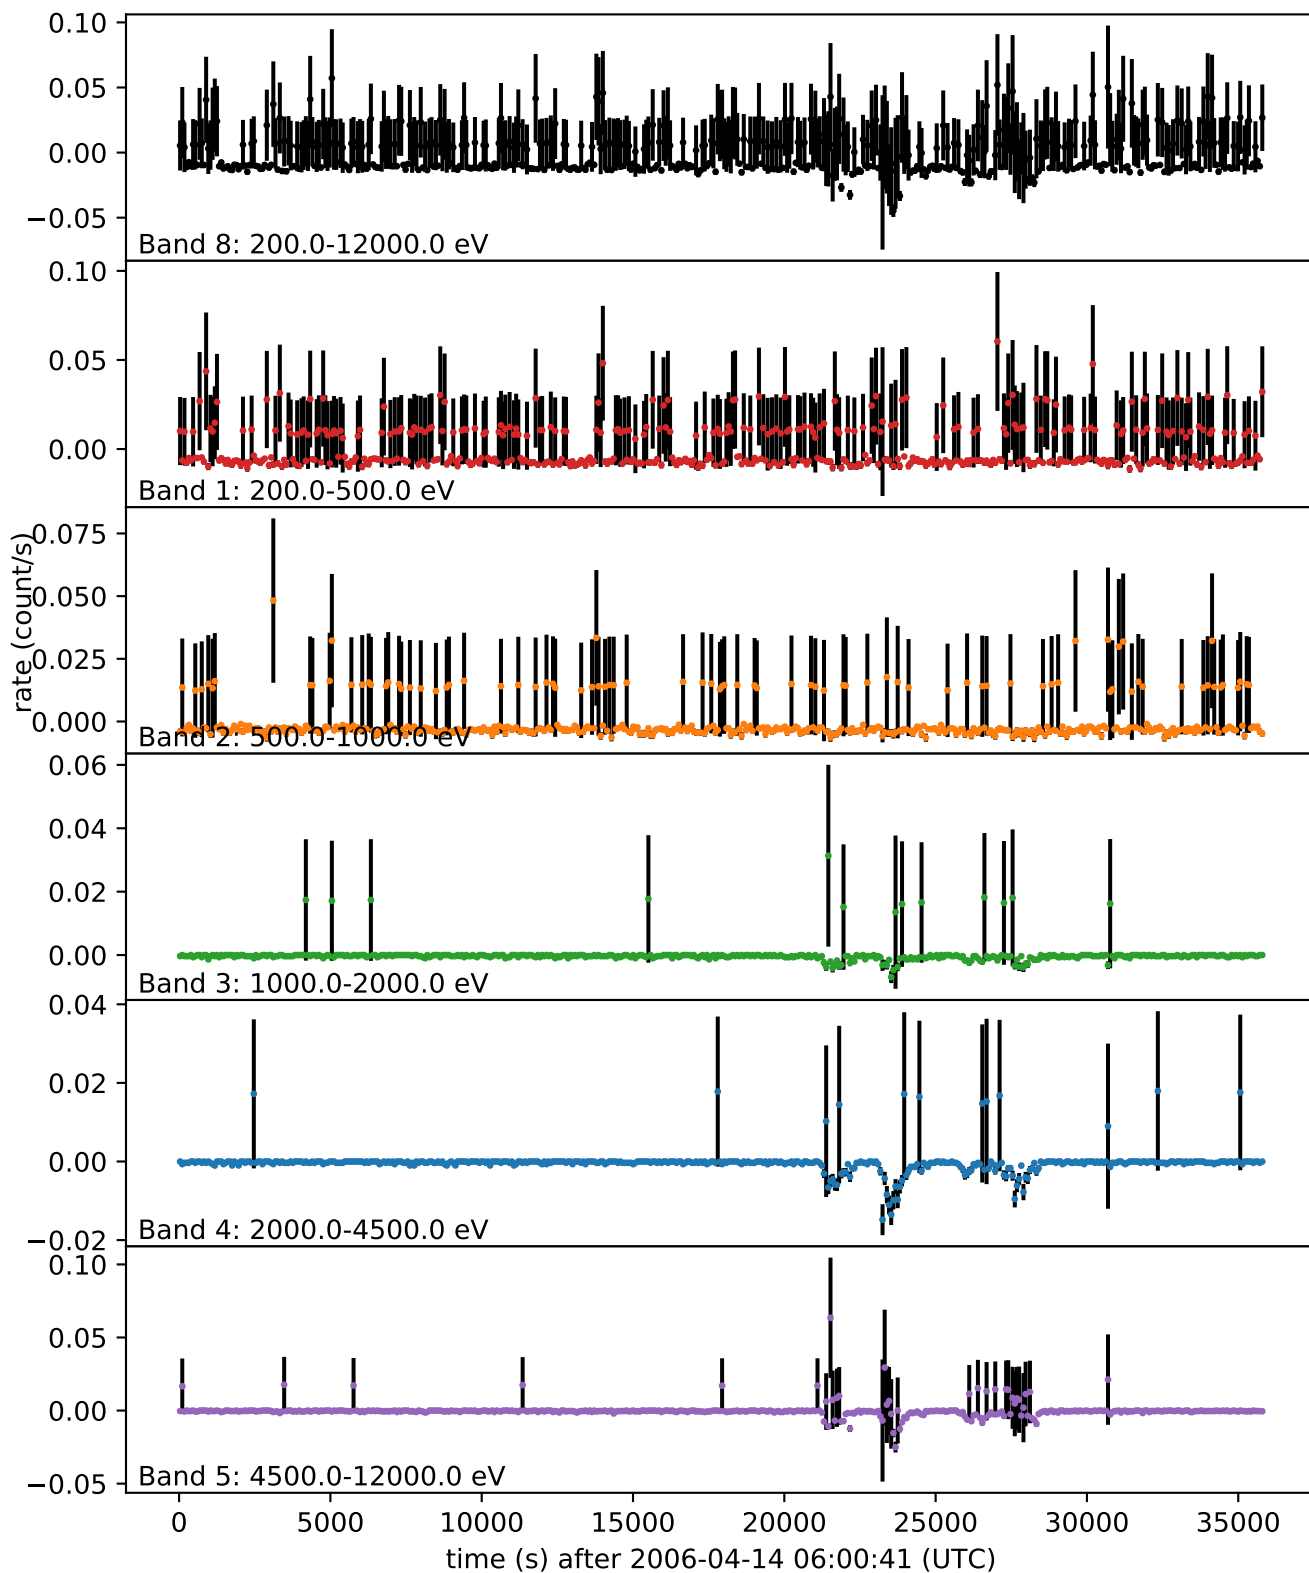 0.10
0.05
0.00
−0.05
Band 8: 200.0-12000.0 eV
0.10
0.05
0.00
Band 1: 200.0-500.0 eV
rate (count/s)
0.075
0.050
0.025
0.000
Band 2: 500.0-1000.0 eV
0.06
0.04
0.02
0.00
Band 3: 1000.0-2000.0 eV
0.04
0.02
0.00
−0.02
Band 4: 2000.0-4500.0 eV
0.10
0.05
0.00
−0.05
Band 5: 4500.0-12000.0 eV
0 5000 10000 15000 20000 25000 30000 35000
time (s) after 2006-04-14 06:00:41 (UTC)